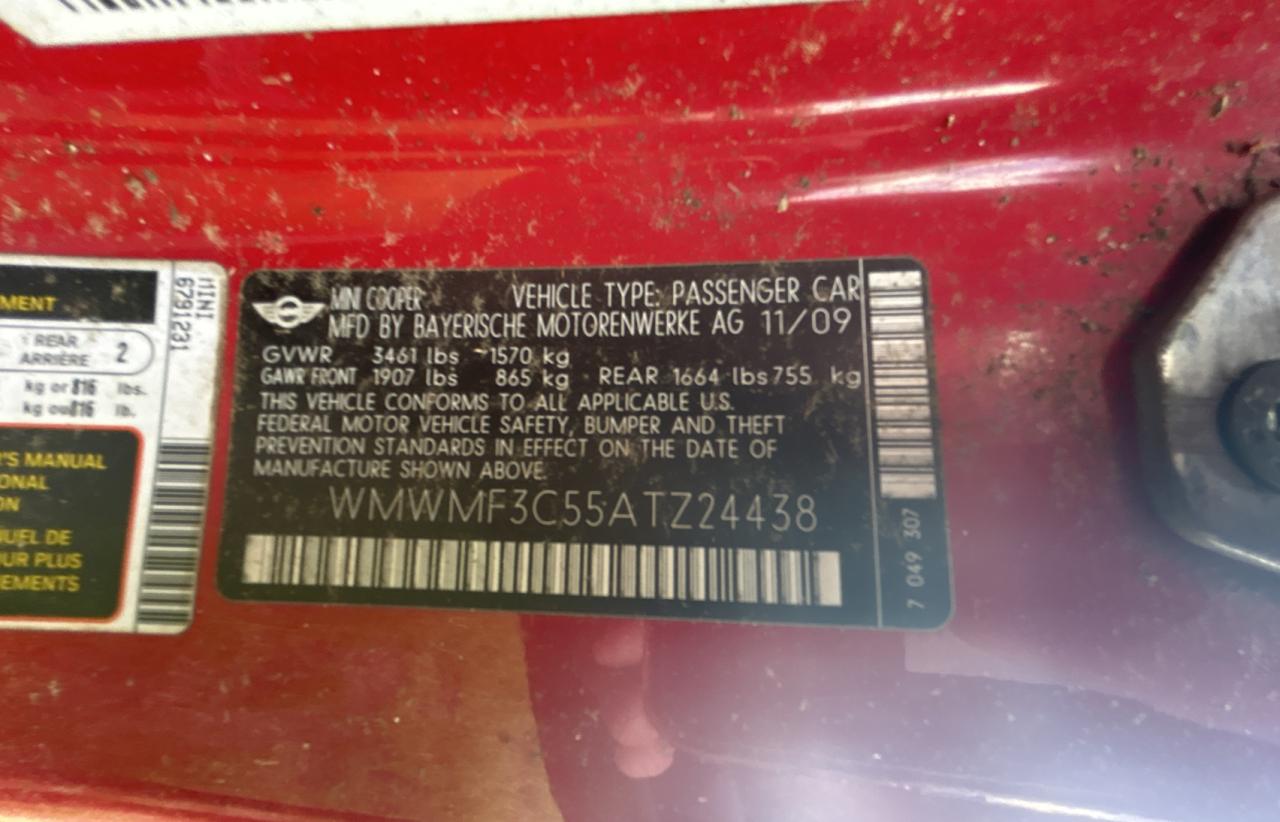 MENT
REAR
ARRIÈRE 2
kg or 816 lbs.
kg ou 816 lb.
R'S MANUAL
ONAL
ON
UEL DE
OUR PLUS
EMENTS
MINI
6791231
MINI COOPER VEHICLE TYPE: PASSENGER CAR
MFD BY BAYERISCHE MOTORENWERKE AG 11/09
GVWR 3461 lbs ~1570 kg
GAWR FRONT 1907 lbs 865 kg - REAR 1664 lbs 755 kg
THIS VEHICLE CONFORMS TO ALL APPLICABLE U.S.
FEDERAL MOTOR VEHICLE SAFETY, BUMPER AND THEFT
PREVENTION STANDARDS IN EFFECT ON THE DATE OF
MANUFACTURE SHOWN ABOVE.
WMWMF3C55ATZ24438
7 049 307